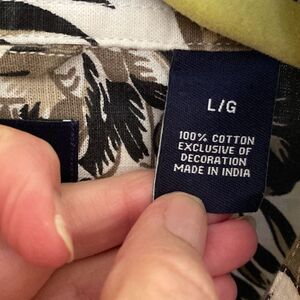 L/G
100% COTTON
EXCLUSIVE OF
DECORATION
MADE IN INDIA